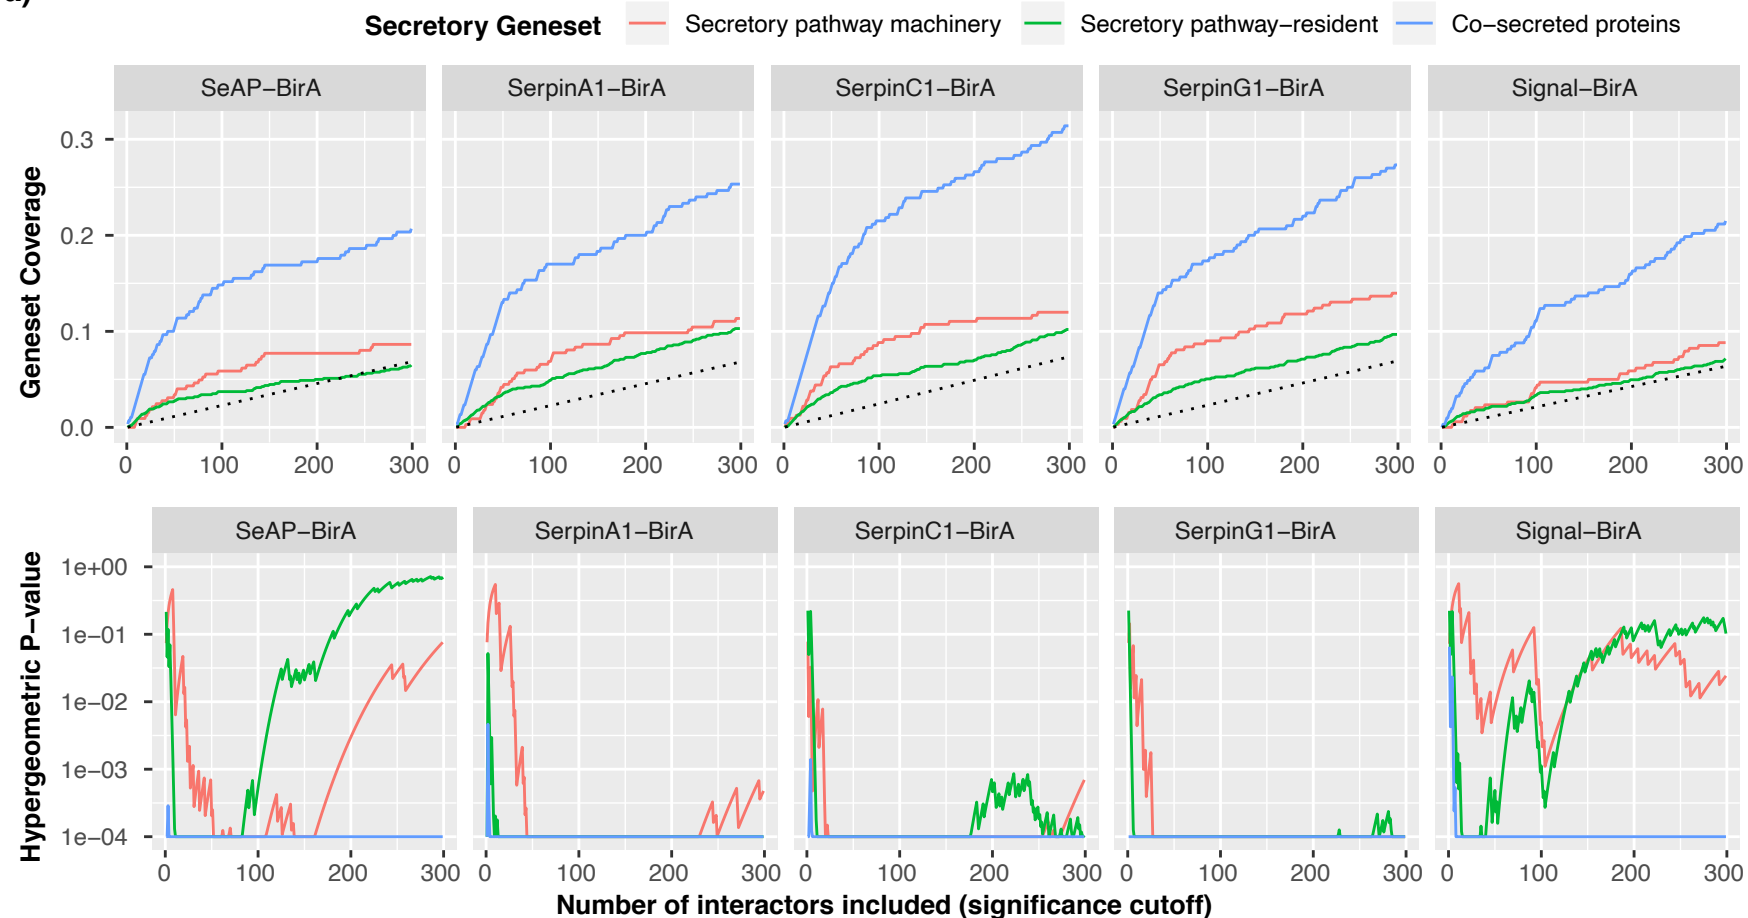 Secretory Geneset Secretory pathway machinery Secretory pathway−resident Co−secreted proteins
SeAP−BirA SerpinA1−BirA SerpinC1−BirA SerpinG1−BirA Signal−BirA
Geneset Coverage
0.3
0.2
0.1
0.0
0 100 200 300 0 100 200 300 0 100 200 300 0 100 200 300 0 100 200 300
SeAP−BirA SerpinA1−BirA SerpinC1−BirA SerpinG1−BirA Signal−BirA
Hypergeometric P−value
1e+00
1e−01
1e−02
1e−03
1e−04
0 100 200 300 0 100 200 300 0 100 200 300 0 100 200 300 0 100 200 300
Number of interactors included (significance cutoff)